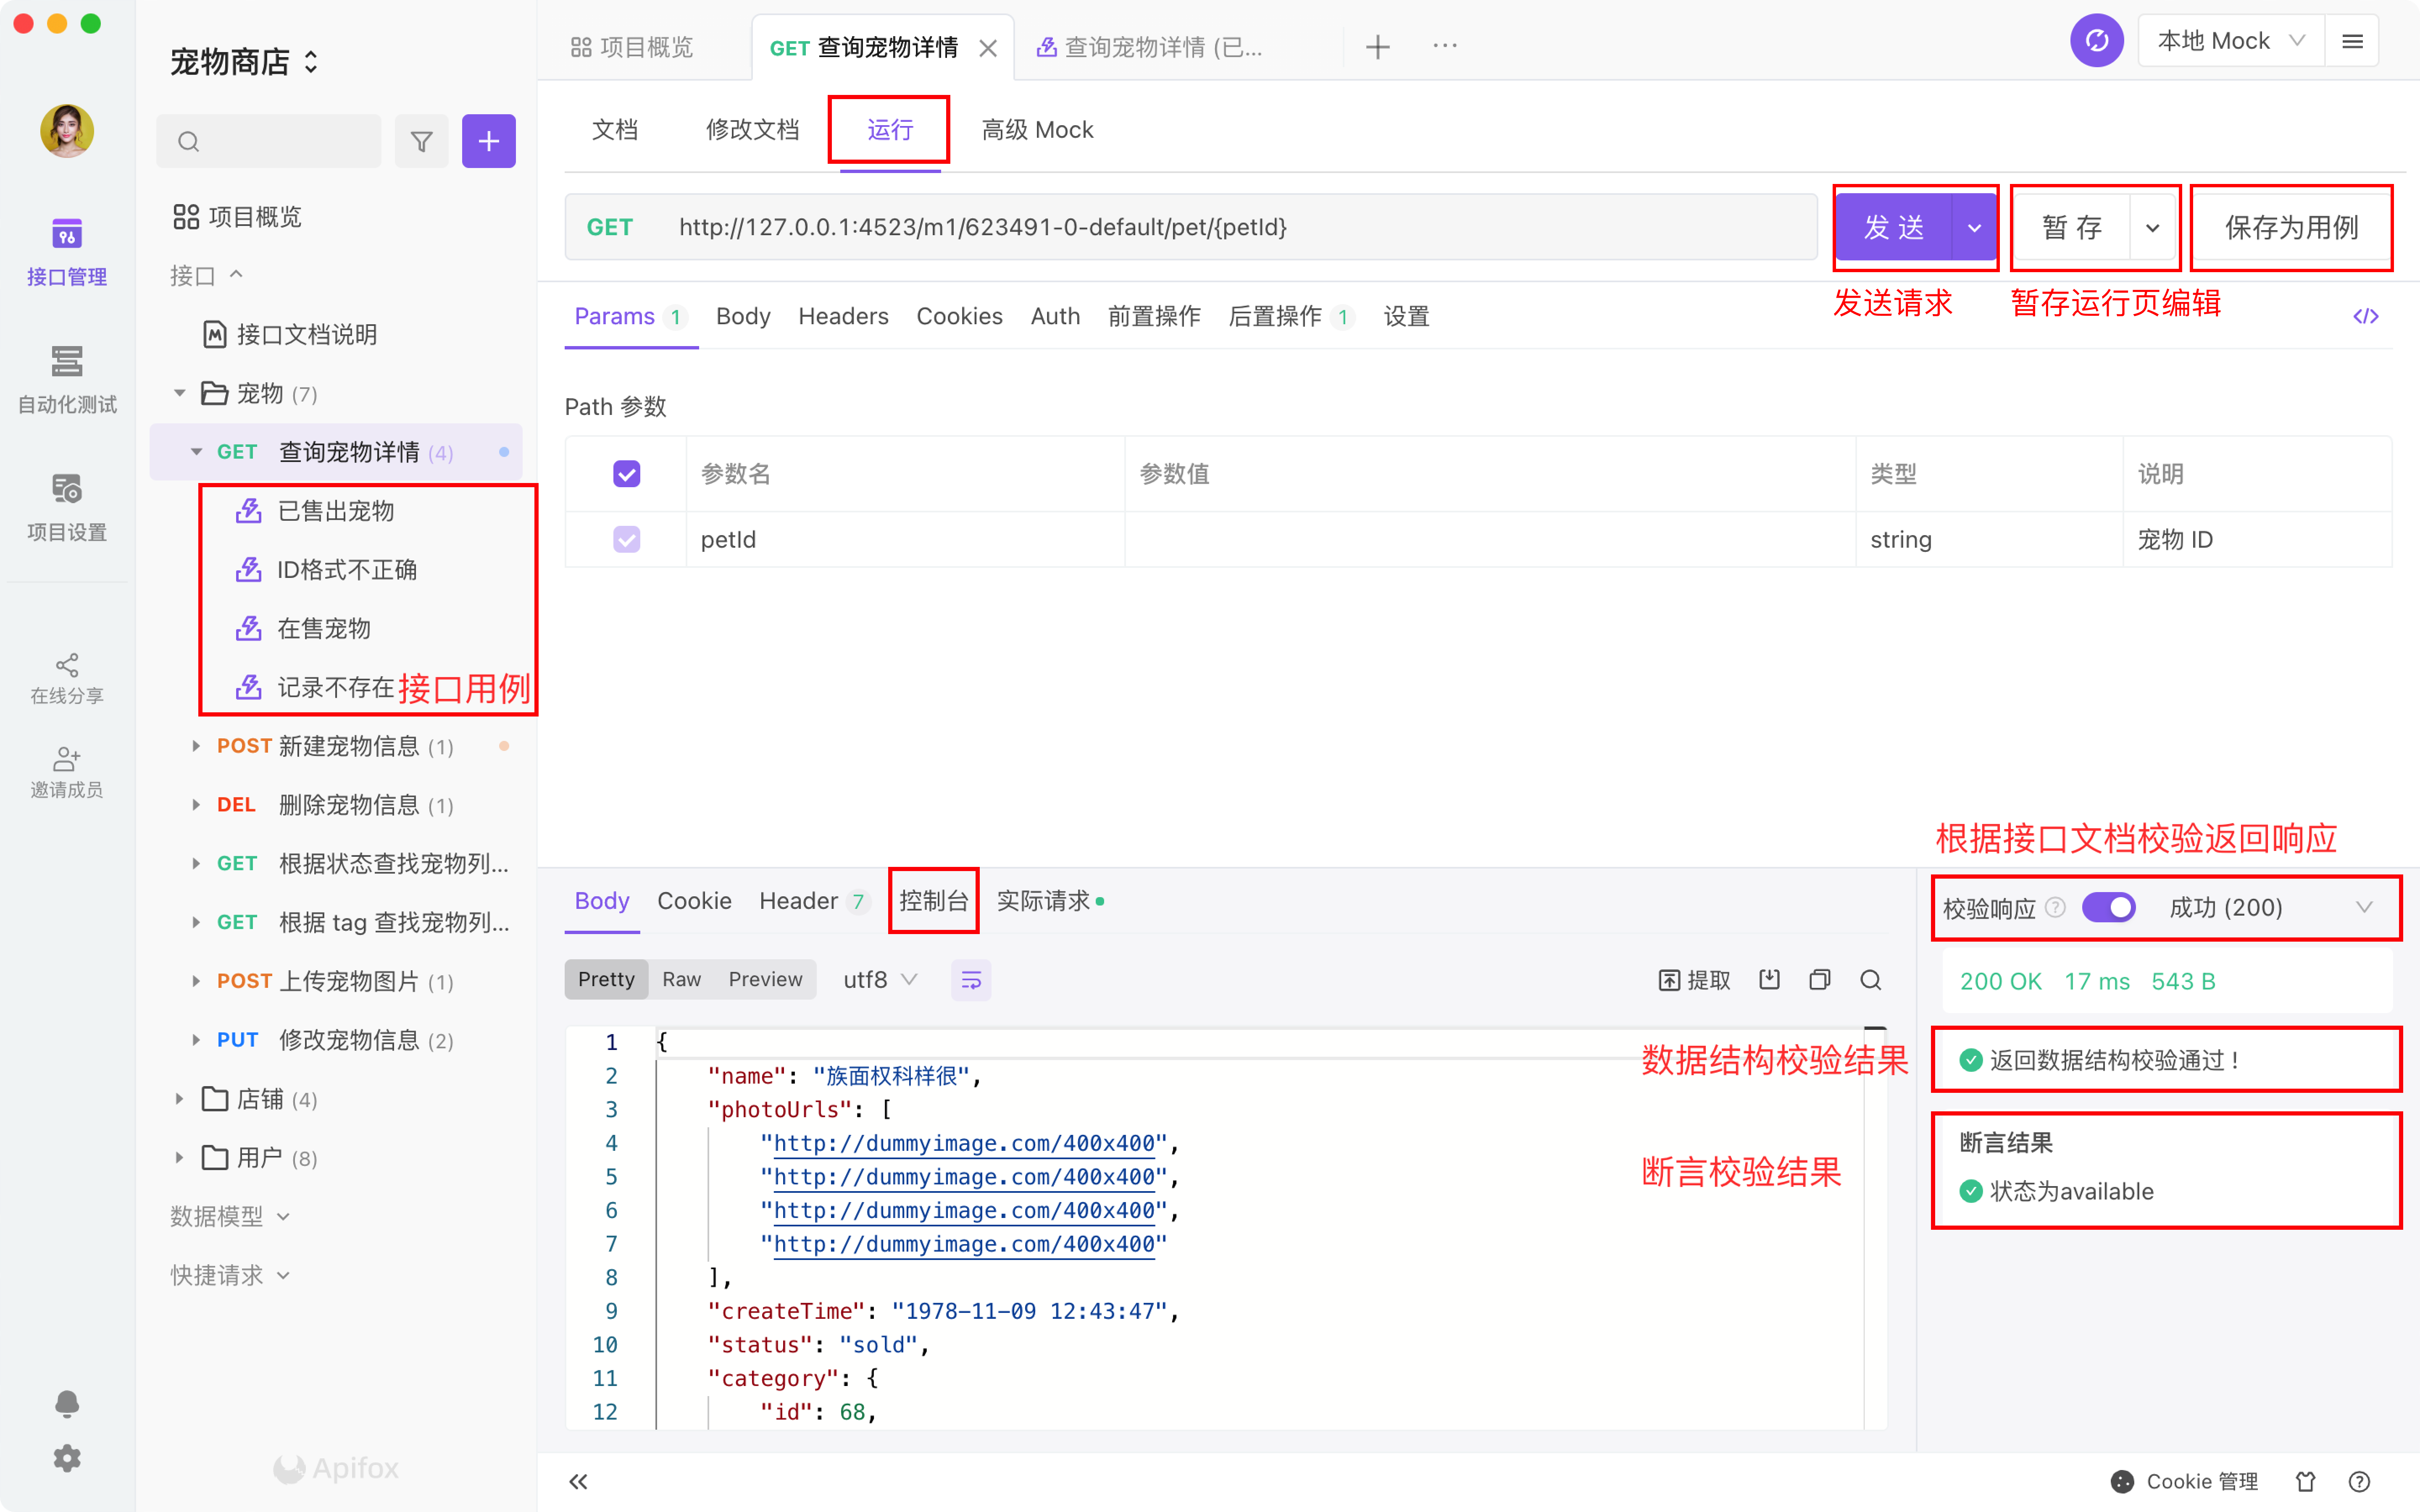 接口管理
自动化测试
项目设置
在线分享
邀请成员
宠物商店
项目概览
接口
接口文档说明
宠物 (7)
GET 查询宠物详情 (4)
已售出宠物
ID格式不正确
在售宠物
记录不存在
接口用例
POST 新建宠物信息 (1)
DEL 删除宠物信息 (1)
GET 根据状态查找宠物列...
GET 根据 tag 查找宠物列...
POST 上传宠物图片 (1)
PUT 修改宠物信息 (2)
店铺 (4)
用户 (8)
数据模型
快捷请求
Apifox
项目概览 GET 查询宠物详情 查询宠物详情 (已... 本地 Mock
文档 修改文档 运行 高级 Mock
GET http://127.0.0.1:4523/m1/623491-0-default/pet/{petId} 发送 暂存 保存为用例
发送请求 暂存运行页编辑
Params 1 Body Headers Cookies Auth 前置操作 后置操作 1 设置 </>
Path 参数
参数名 参数值 类型 说明
petId string 宠物 ID
根据接口文档校验返回响应
Body Cookie Header 7 控制台 实际请求
校验响应 成功 (200)
Pretty Raw Preview utf8 提取
200 OK 17 ms 543 B
数据结构校验结果
返回数据结构校验通过！
断言校验结果
断言结果
状态为available
1 {
2 "name": "族面权科样很",
3 "photoUrls": [
4 "http://dummyimage.com/400x400",
5 "http://dummyimage.com/400x400",
6 "http://dummyimage.com/400x400",
7 "http://dummyimage.com/400x400"
8 ],
9 "createTime": "1978-11-09 12:43:47",
10 "status": "sold",
11 "category": {
12 "id": 68,
Cookie 管理